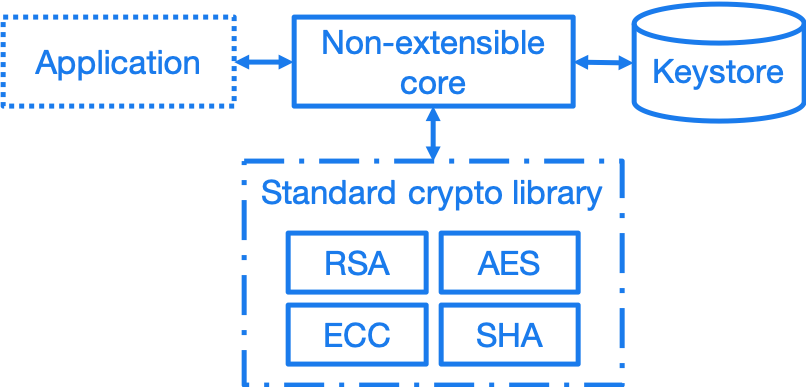 Application
Non-extensible
core
Keystore
Standard crypto library
RSA
AES
ECC
SHA